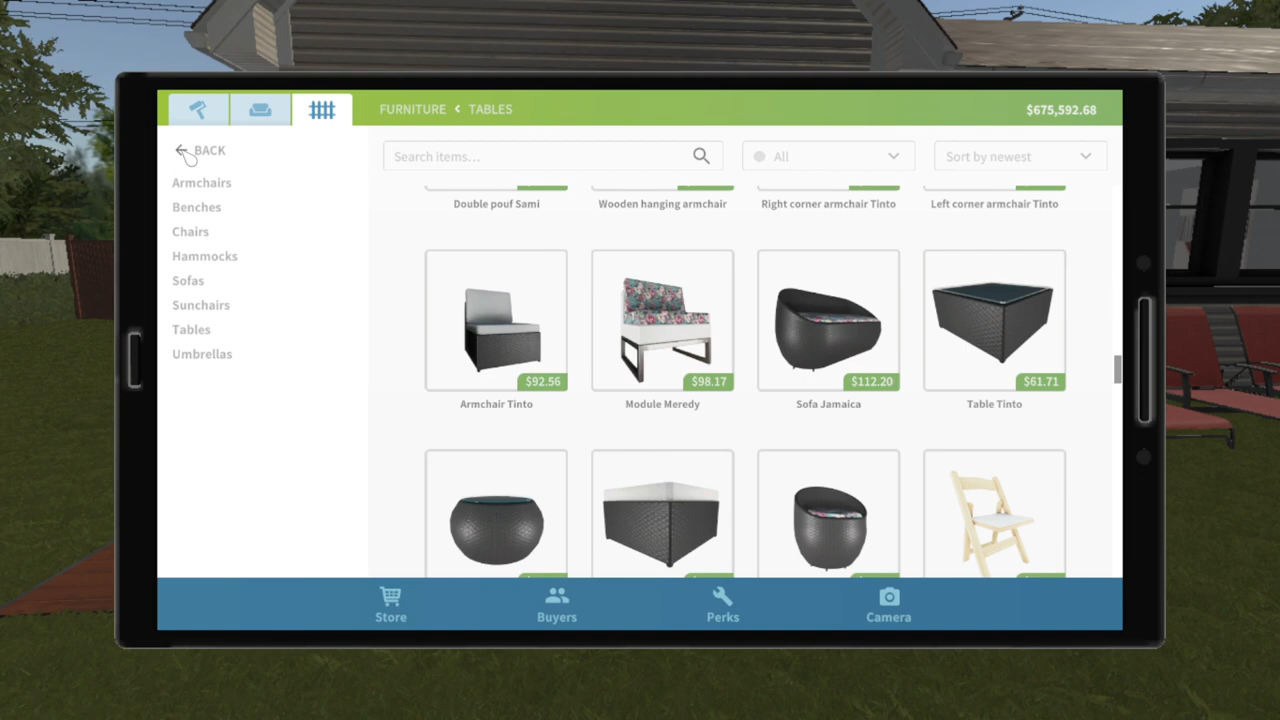 FURNITURE < TABLES
$675,592.68
BACK
Armchairs
Benches
Chairs
Hammocks
Sofas
Sunchairs
Tables
Umbrellas
Search items...
All
Sort by newest
Double pouf Sami
Wooden hanging armchair
Right corner armchair Tinto
Left corner armchair Tinto
$92.56
$98.17
$112.20
$61.71
Armchair Tinto
Module Meredy
Sofa Jamaica
Table Tinto
Store
Buyers
Perks
Camera